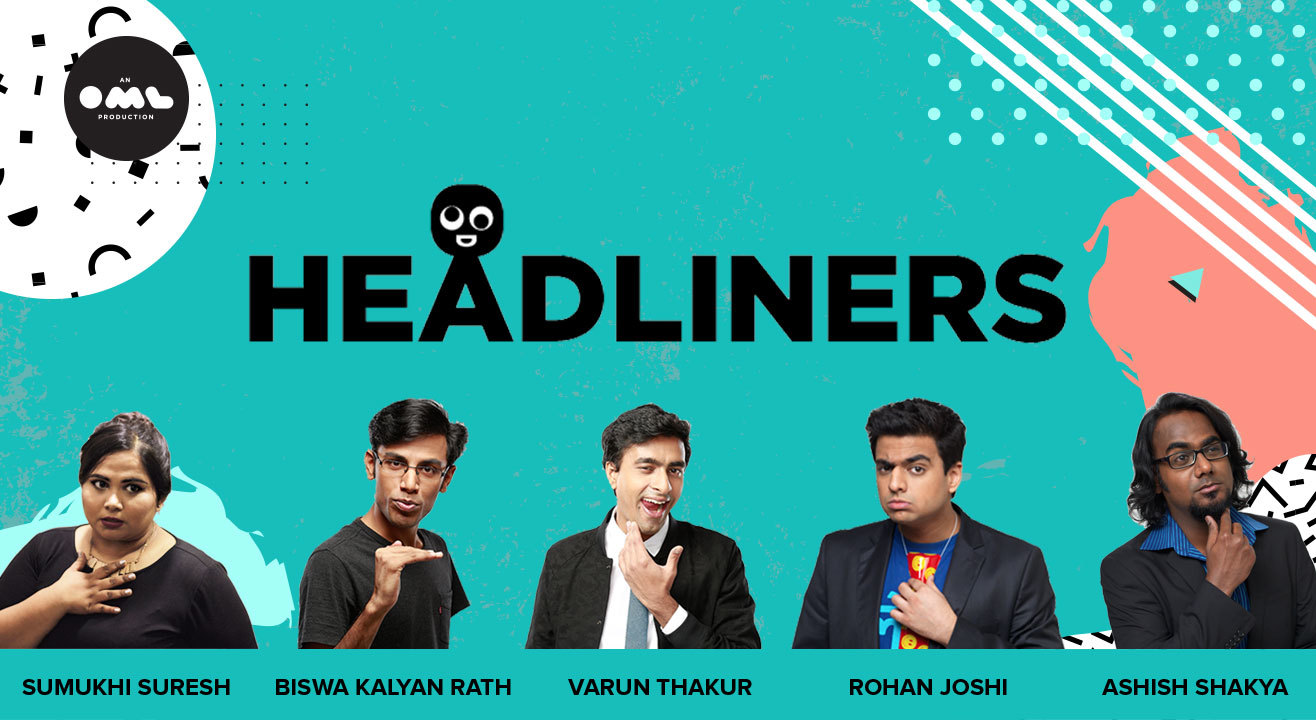 AN
OML
PRODUCTION
HEADLINERS
SUMUKHI SURESH
BISWA KALYAN RATH
VARUN THAKUR
ROHAN JOSHI
ASHISH SHAKYA